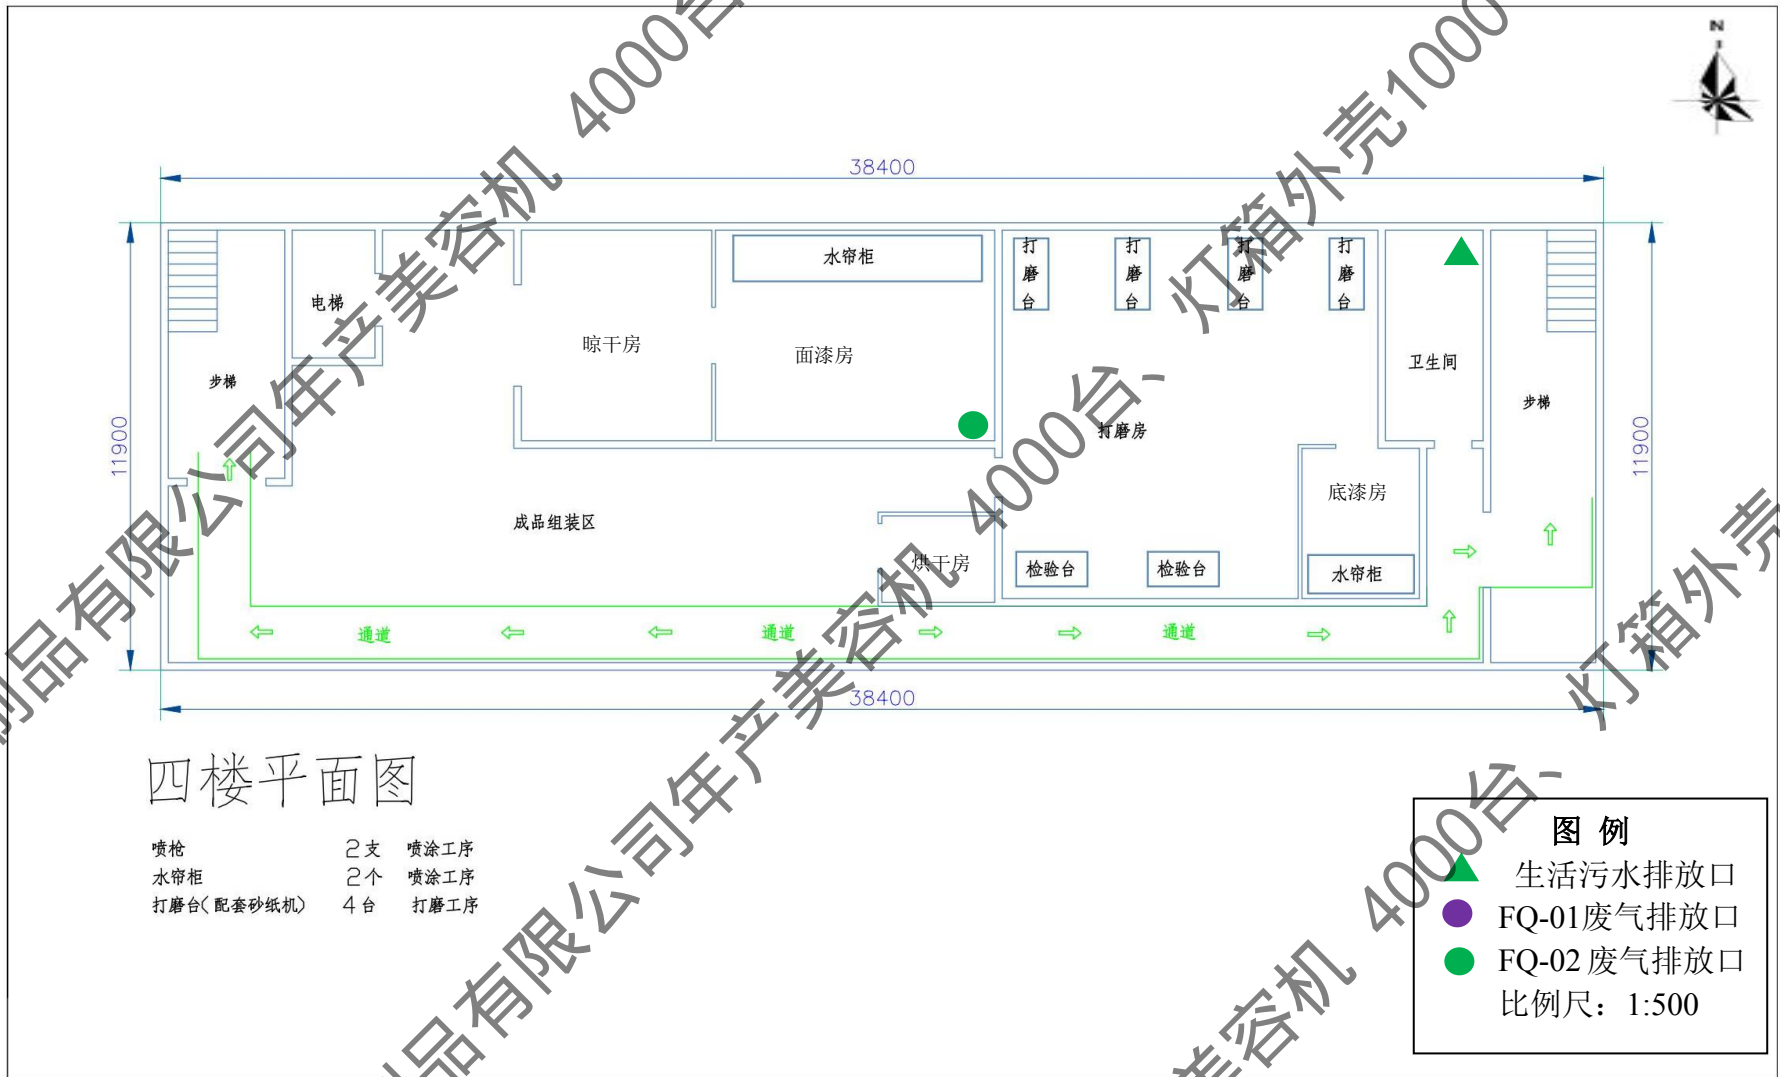 N
38400
水帘柜
打磨台
打磨台
打磨台
打磨台
电梯
晾干房
面漆房
卫生间
步梯
步梯
打磨房
11900
11900
底漆房
成品组装区
烘干房
检验台
检验台
水帘柜
通道
通道
通道
38400
四楼平面图
喷枪 2支 喷涂工序
水帘柜 2个 喷涂工序
打磨台(配套砂纸机) 4台 打磨工序
图 例
生活污水排放口
FQ-01废气排放口
FQ-02废气排放口
比例尺：1:500
制品有限公司年产美容机 4000台
制品有限公司年产美容机 4000台、灯箱外壳1000
美容机 4000台、灯箱外壳